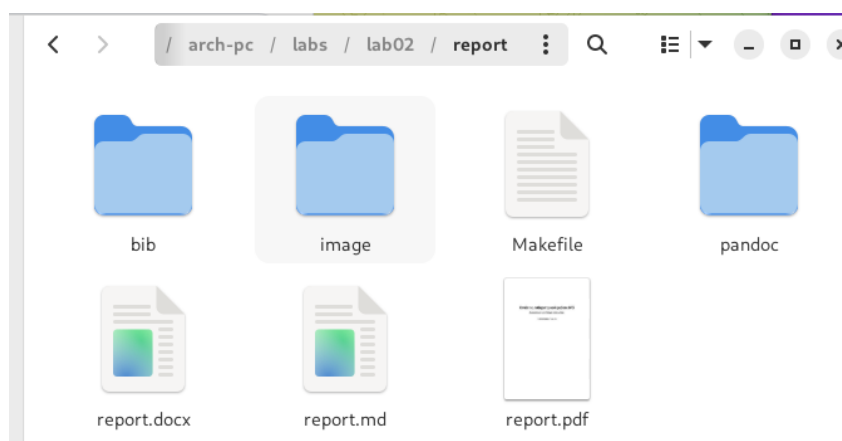 / arch-pc / labs / lab02 / report
bib image Makefile pandoc
report.docx report.md report.pdf